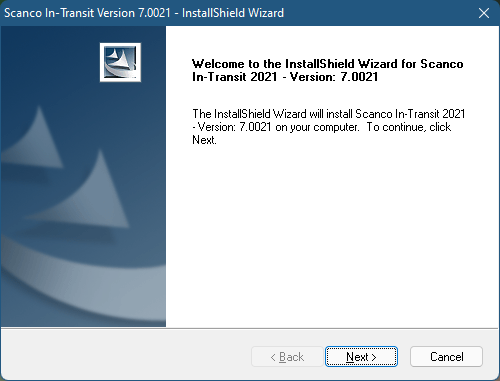 Scanco In-Transit Version 7.0021 - InstallShield Wizard
Welcome to the InstallShield Wizard for Scanco
In-Transit 2021 - Version: 7.0021
The InstallShield Wizard will install Scanco In-Transit 2021
- Version: 7.0021 on your computer.  To continue, click
Next.
< Back
Next >
Cancel